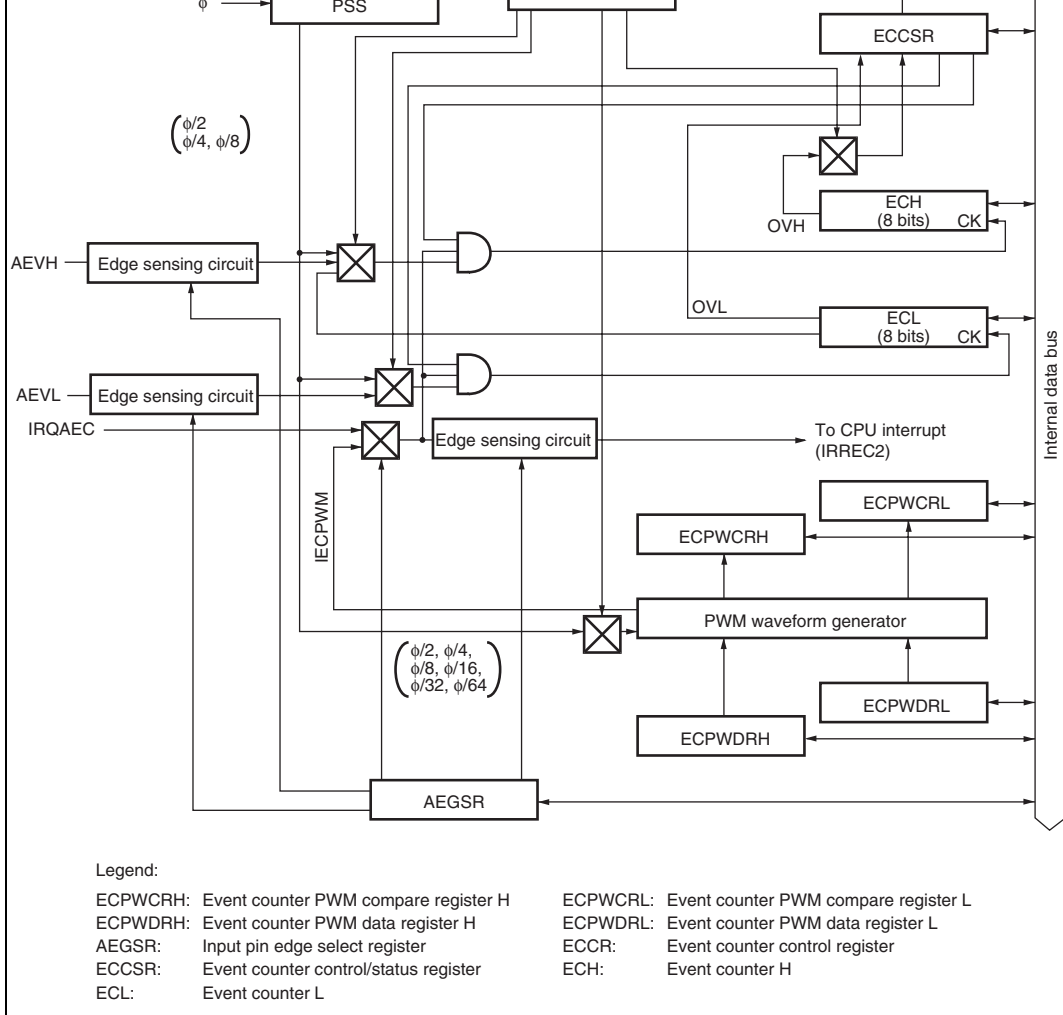 φ
PSS
ECCSR
φ/2
φ/4, φ/8
ECH
(8 bits)
CK
OVH
AEVH
Edge sensing circuit
OVL
ECL
(8 bits)
CK
AEVL
Edge sensing circuit
IRQAEC
Edge sensing circuit
To CPU interrupt
(IRREC2)
Internal data bus
IECPWM
ECPWCRL
ECPWCRH
PWM waveform generator
φ/2, φ/4,
φ/8, φ/16,
φ/32, φ/64
ECPWDRL
ECPWDRH
AEGSR
Legend:
ECPWCRH: Event counter PWM compare register H
ECPWCRL: Event counter PWM compare register L
ECPWDRH: Event counter PWM data register H
ECPWDRL: Event counter PWM data register L
AEGSR: Input pin edge select register
ECCR: Event counter control register
ECCSR: Event counter control/status register
ECH: Event counter H
ECL: Event counter L